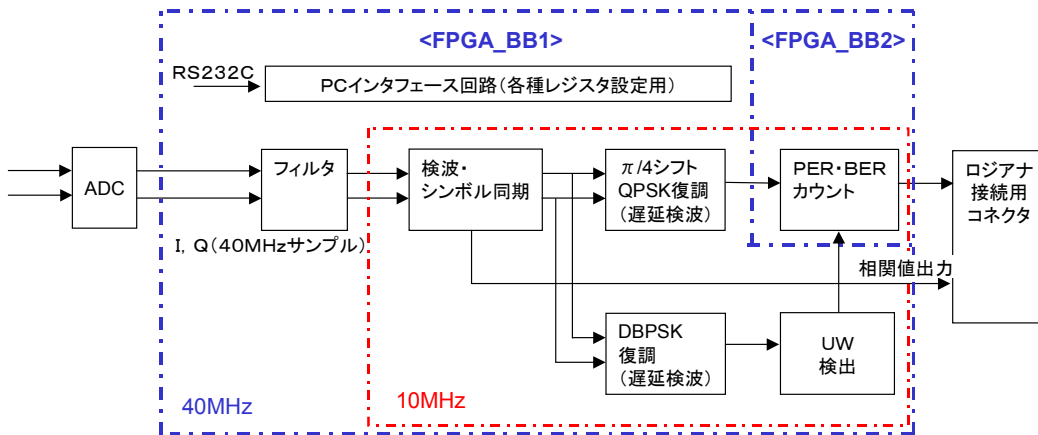 <FPGA_BB1>
<FPGA_BB2>
RS232C
PCインタフェース回路(各種レジスタ設定用)
ADC
フィルタ
検波・
シンボル同期
π/4シフト
QPSK復調
(遅延検波)
PER・BER
カウント
ロジアナ
接続用
コネクタ
I, Q(40MHzサンプル)
相関値出力
DBPSK
復調
(遅延検波)
UW
検出
40MHz
10MHz